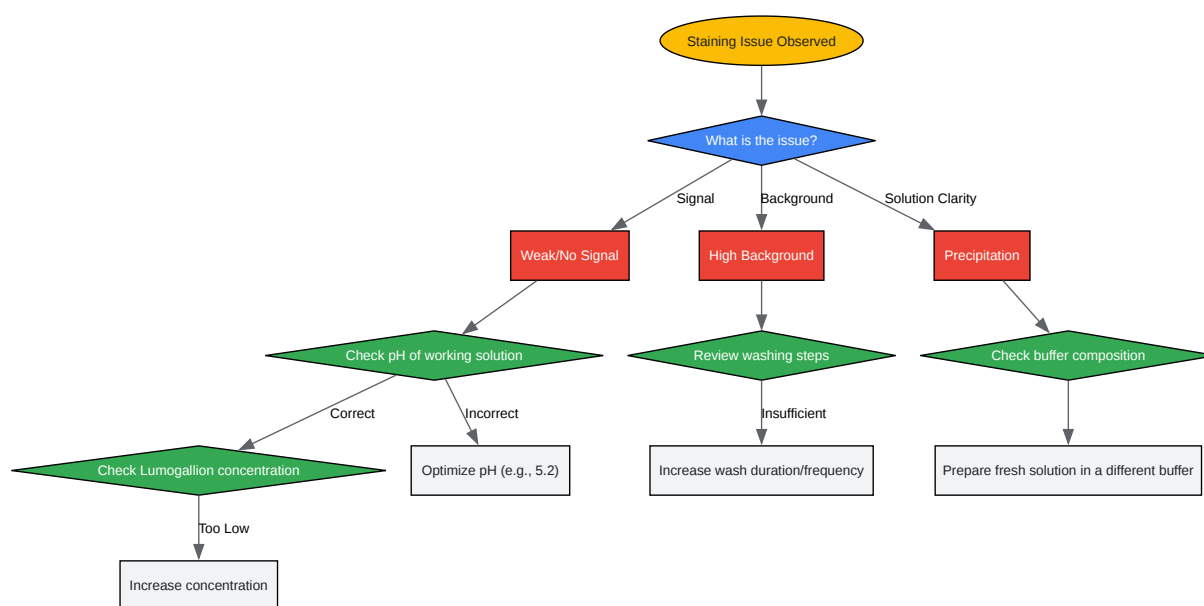 Staining Issue Observed
What is the issue?
Signal
Background
Solution Clarity
Weak/No Signal
High Background
Precipitation
Check pH of working solution
Review washing steps
Check buffer composition
Correct
Incorrect
Insufficient
Check Lumogallion concentration
Optimize pH (e.g., 5.2)
Increase wash duration/frequency
Prepare fresh solution in a different buffer
Too Low
Increase concentration